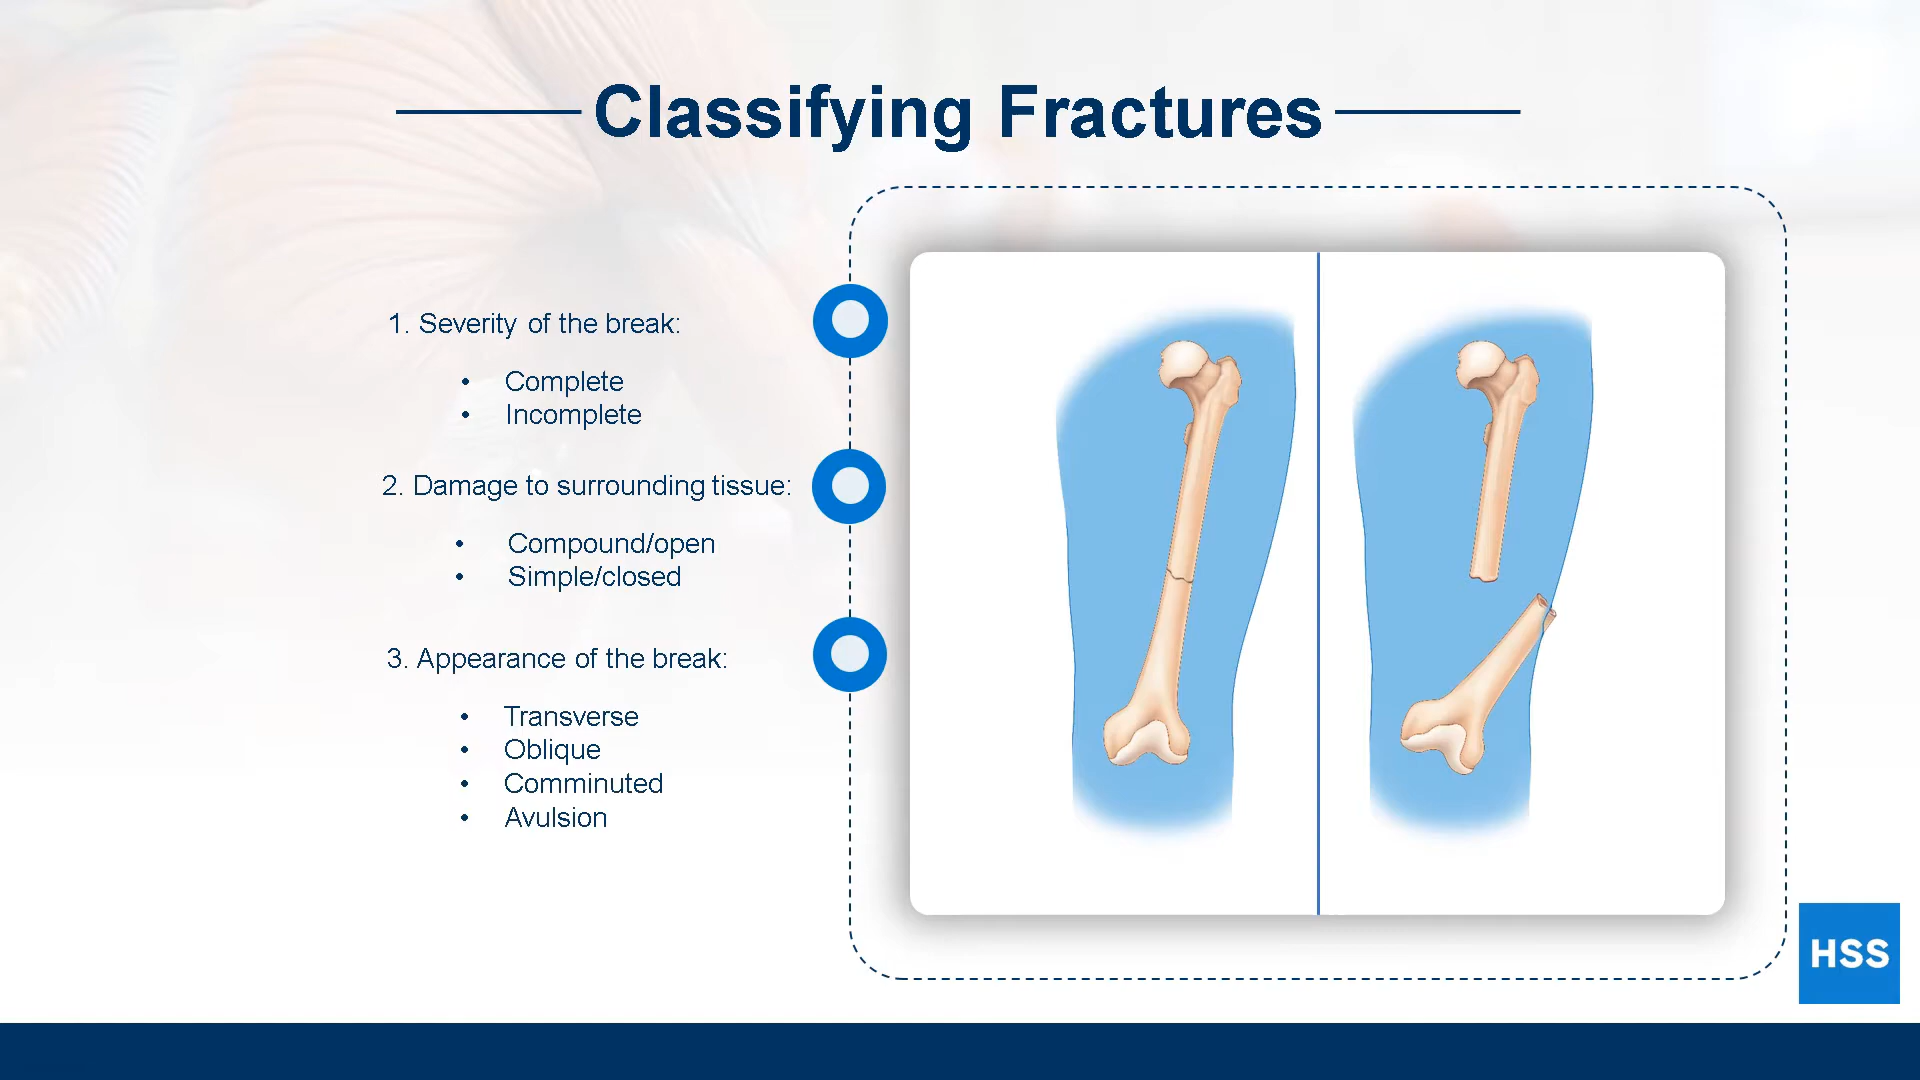 Classifying Fractures
1. Severity of the break:
• Complete
• Incomplete
2. Damage to surrounding tissue:
• Compound/open
• Simple/closed
3. Appearance of the break:
• Transverse
• Oblique
• Comminuted
• Avulsion
HSS